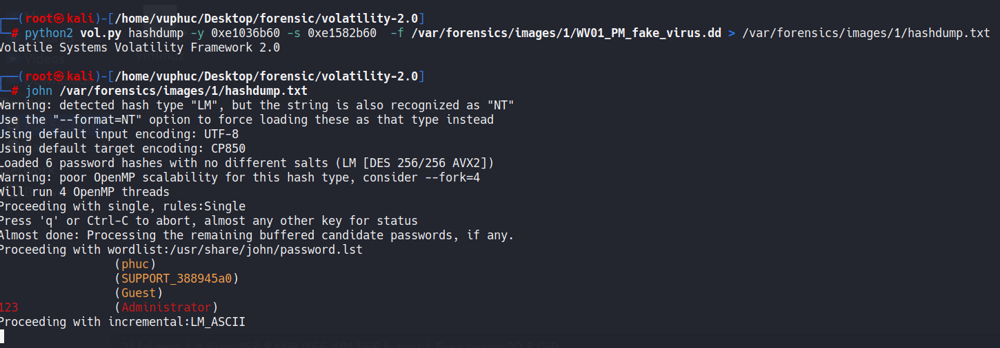 ┌──(root㉿kali)-[/home/vuphuc/Desktop/forensic/volatility-2.0]
└─# python2 vol.py hashdump -y 0xe1036b60 -s 0xe1582b60  -f /var/forensics/images/1/WV01_PM_fake_virus.dd > /var/forensics/images/1/hashdump.txt
Volatile Systems Volatility Framework 2.0
┌──(root㉿kali)-[/home/vuphuc/Desktop/forensic/volatility-2.0]
└─# john /var/forensics/images/1/hashdump.txt
Warning: detected hash type "LM", but the string is also recognized as "NT"
Use the "--format=NT" option to force loading these as that type instead
Using default input encoding: UTF-8
Using default target encoding: CP850
Loaded 6 password hashes with no different salts (LM [DES 256/256 AVX2])
Warning: poor OpenMP scalability for this hash type, consider --fork=4
Will run 4 OpenMP threads
Proceeding with single, rules:Single
Press 'q' or Ctrl-C to abort, almost any other key for status
Almost done: Processing the remaining buffered candidate passwords, if any.
Proceeding with wordlist:/usr/share/john/password.lst
(phuc)
(SUPPORT_388945a0)
(Guest)
123 (Administrator)
Proceeding with incremental:LM_ASCII